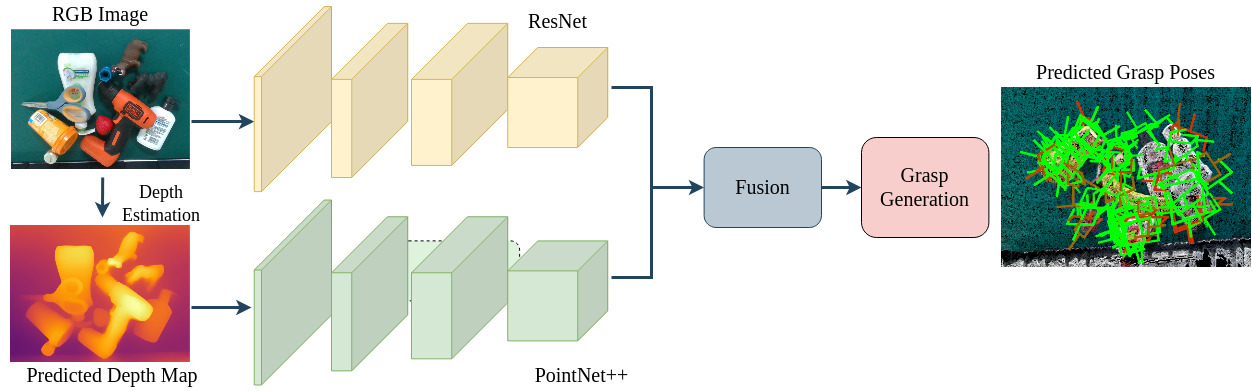 RGB Image
ResNet
Depth
Estimation
Predicted Depth Map
PointNet++
Fusion
Grasp
Generation
Predicted Grasp Poses